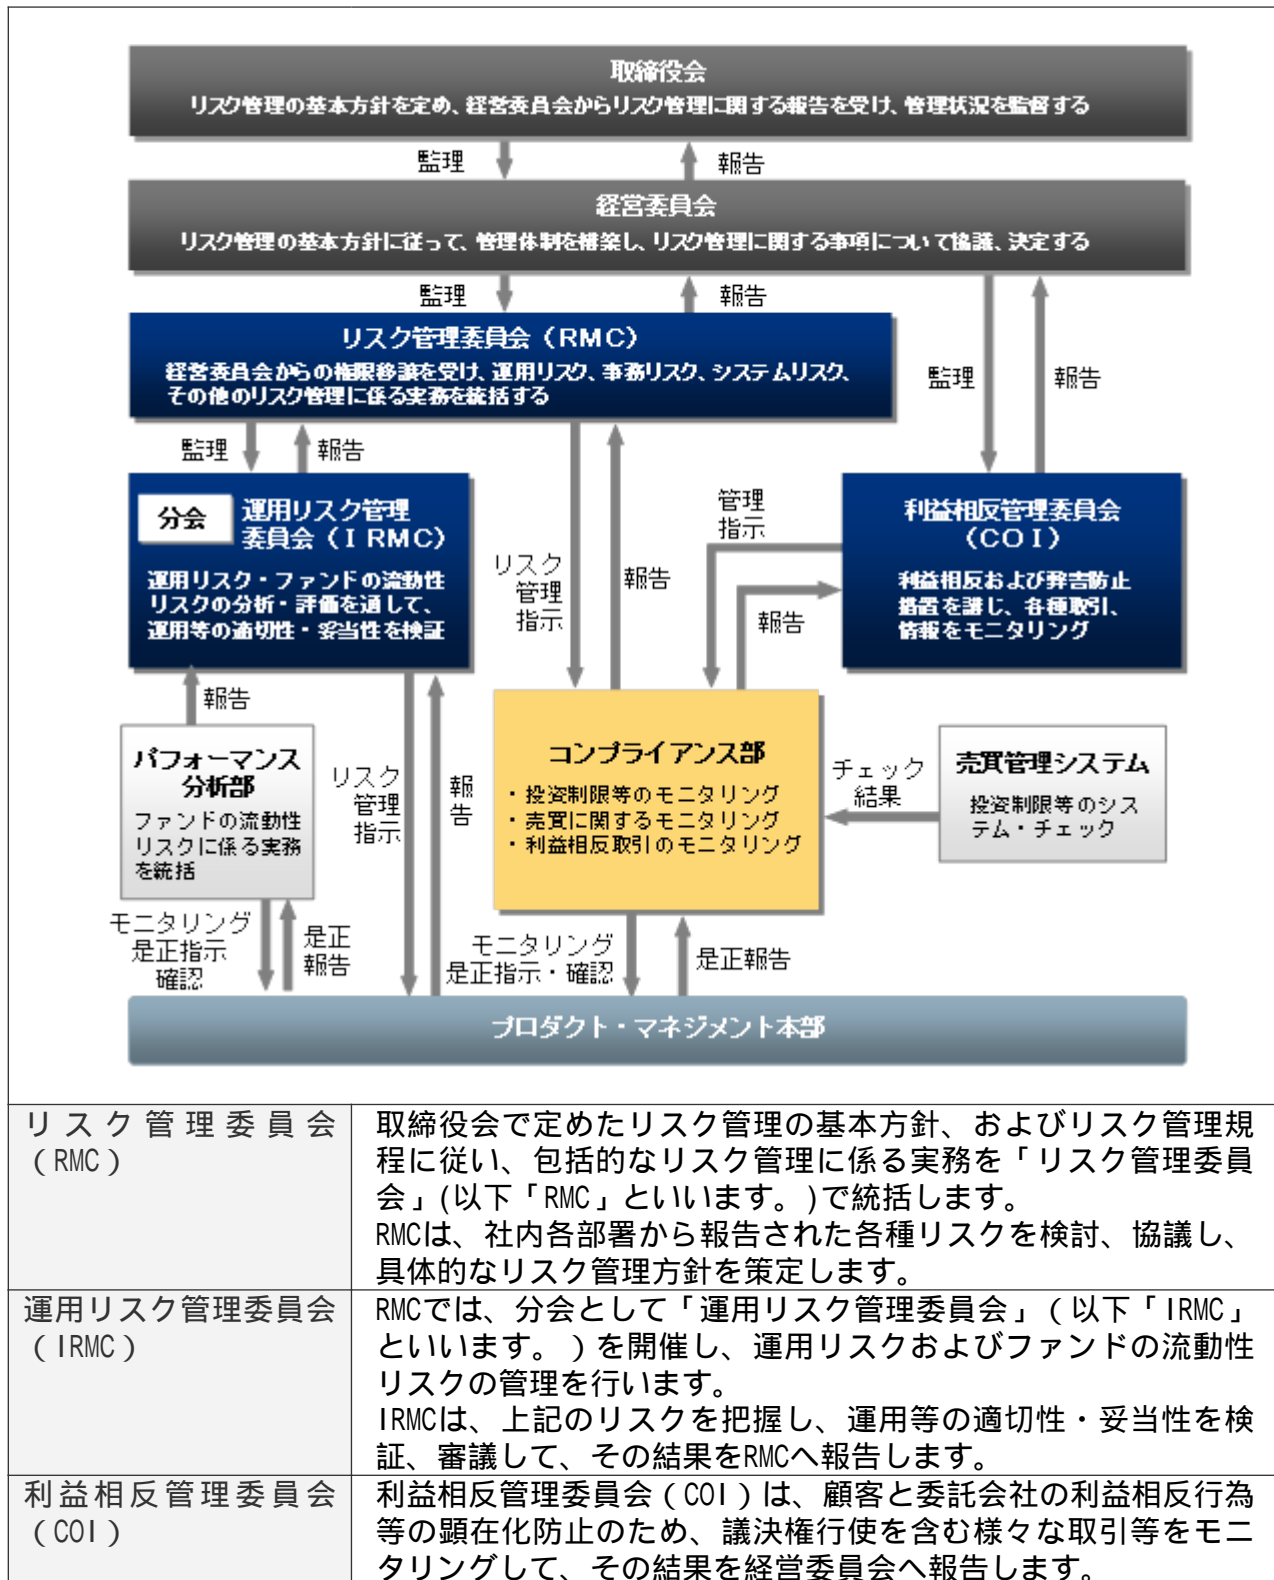 取締役会
リスク管理の基本方針を定め、経営委員会からリスク管理に関する報告を受け、管理状況を監督する
監理
報告
経営委員会
リスク管理の基本方針に従って、管理体制を構築し、リスク管理に関する事項について協議、決定する
監理
報告
リスク管理委員会（RMC）
経営委員会からの権限移譲を受け、運用リスク、事務リスク、システムリスク、
その他のリスク管理に係る実務を統括する
監理
報告
監理
報告
分会
運用リスク管理
委員会（IRMC）
運用リスク・ファンドの流動性
リスクの分析・評価を通して、
運用等の適切性・妥当性を検証
リスク
管理
指示
報告
管理
指示
報告
利益相反管理委員会
（COI）
利益相反および弊害防止
措置を講じ、各種取引、
情報をモニタリング
報告
パフォーマンス
分析部
ファンドの流動性
リスクに係る実務
を統括
リスク
管理
指示
報
告
コンプライアンス部
・投資制限等のモニタリング
・売買に関するモニタリング
・利益相反取引のモニタリング
チェック
結果
売買管理システム
投資制限等のシス
テム・チェック
モニタリング
是正指示
確認
是正
報告
モニタリング
是正指示・確認
是正報告
プロダクト・マネジメント本部
リスク管理委員会
（RMC）
取締役会で定めたリスク管理の基本方針、およびリスク管理規
程に従い、包括的なリスク管理に係る実務を「リスク管理委員
会」(以下「RMC」といいます。)で統括します。
RMCは、社内各部署から報告された各種リスクを検討、協議し、
具体的なリスク管理方針を策定します。
運用リスク管理委員会
（IRMC）
RMCでは、分会として「運用リスク管理委員会」（以下「IRMC」
といいます。）を開催し、運用リスクおよびファンドの流動性
リスクの管理を行います。
IRMCは、上記のリスクを把握し、運用等の適切性・妥当性を検
証、審議して、その結果をRMCへ報告します。
利益相反管理委員会
（COI）
利益相反管理委員会（COI）は、顧客と委託会社の利益相反行為
等の顕在化防止のため、議決権行使を含む様々な取引等をモニ
タリングして、その結果を経営委員会へ報告します。